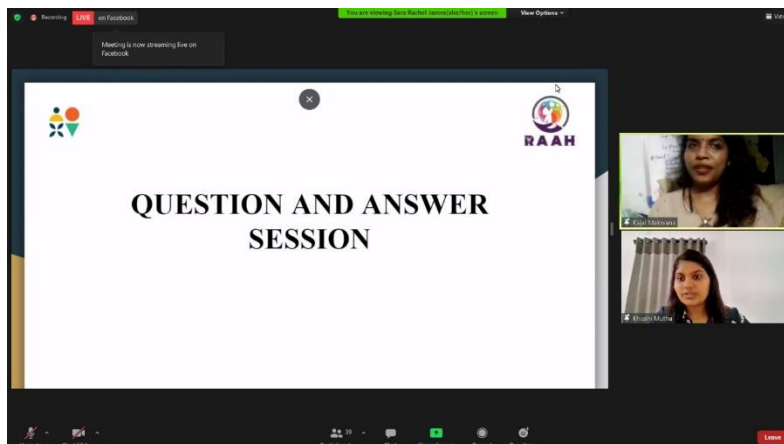 Recording
LIVE on Facebook
You are viewing Sara Rachel James(she/her)'s screen
View Options
View
Meeting is now streaming live on
Facebook
RAAH
QUESTION AND ANSWER
SESSION
Khushi Mutha
Leave